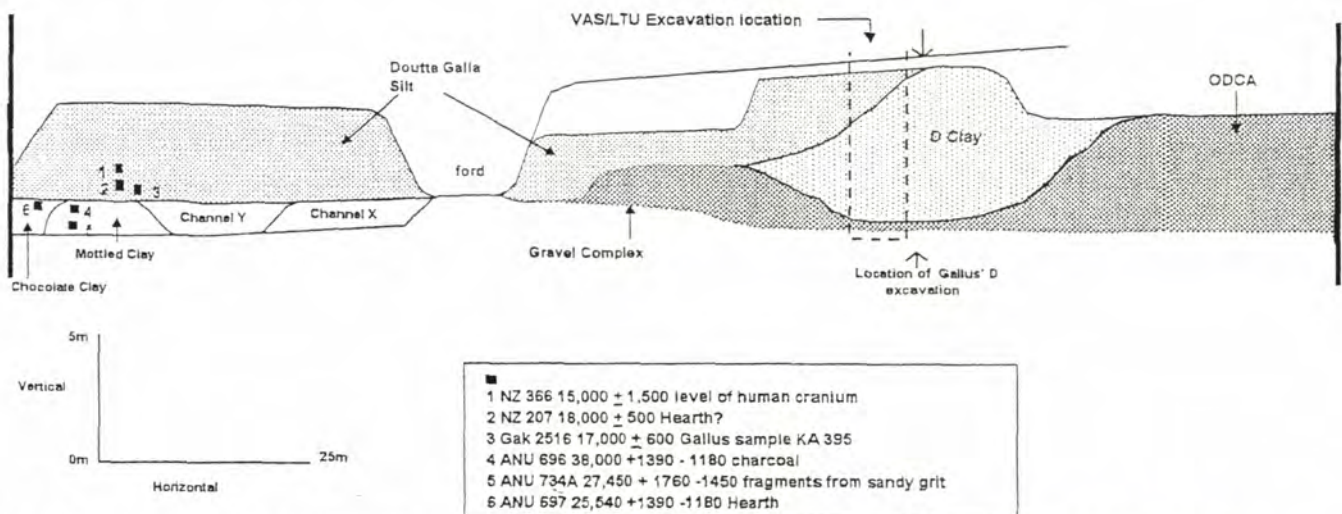 VAS/LTU Excavation location
Doutta Galla
Silt
ODCA
D Clay
ford
1
2
3
6
4
Channel Y
Channel X
Mottled Clay
Gravel Complex
Chocolate Clay
Location of Gallus' D
excavation
5m
Vertical
0m
25m
Horizontal
1 NZ 366 15,000 ± 1,500 level of human cranium
2 NZ 207 18,000 ± 500 Hearth?
3 Gak 2516 17,000 ± 600 Gallus sample KA 395
4 ANU 696 38,000 +1390 - 1180 charcoal
5 ANU 734A 27,450 + 1760 -1450 fragments from sandy grit
6 ANU 697 25,540 +1390 -1180 Hearth